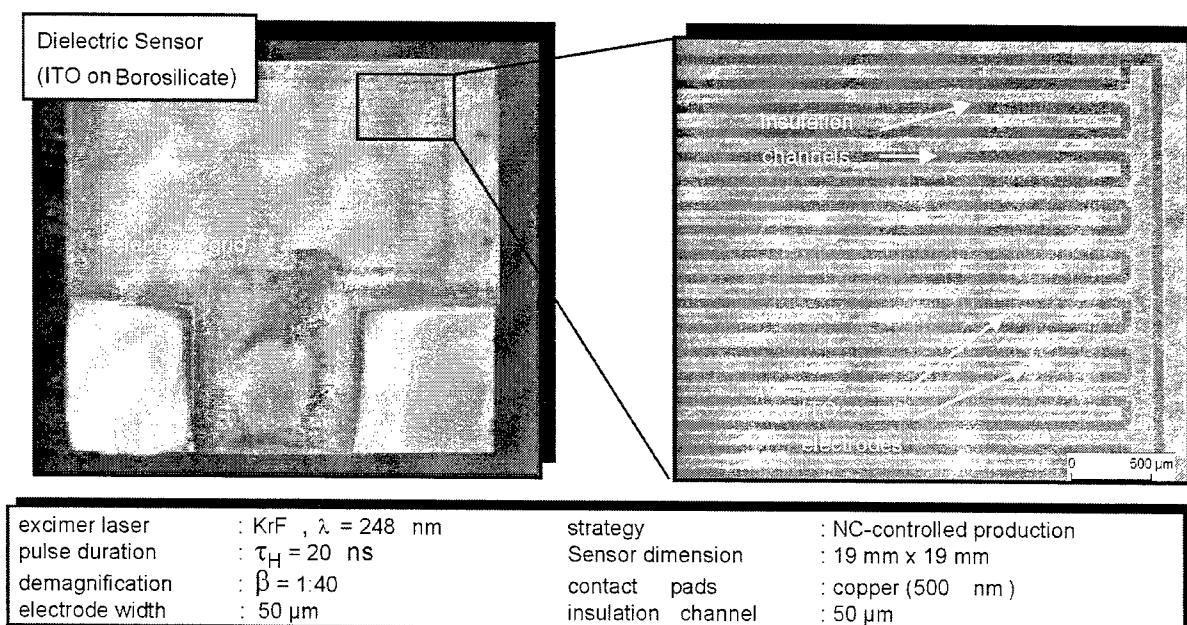 Dielectric Sensor
(ITO on Borosilicate)
insulation
channels
electrodes
0 500 µm
excimer laser : KrF , λ = 248 nm
pulse duration : τH = 20 ns
demagnification : β = 1:40
electrode width : 50 µm
strategy : NC-controlled production
Sensor dimension : 19 mm x 19 mm
contact pads : copper (500 nm )
insulation channel : 50 µm